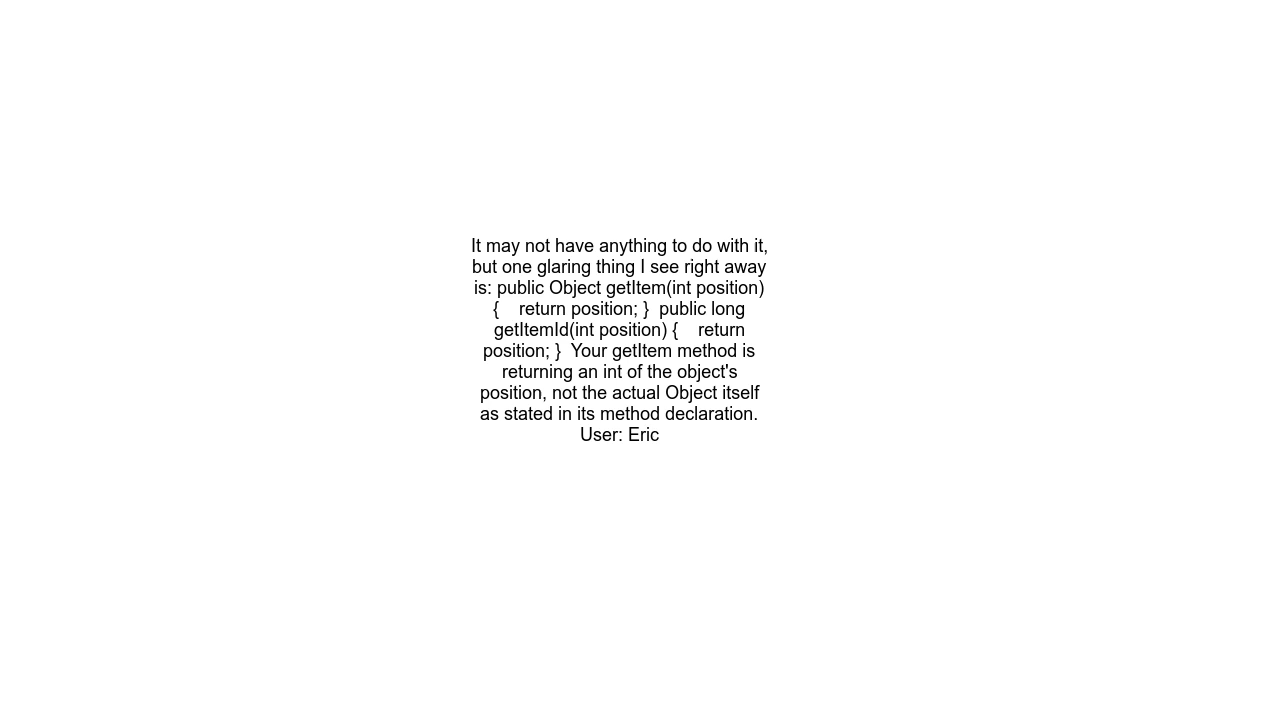 It may not have anything to do with it,
but one glaring thing I see right away
is: public Object getItem(int position)
{    return position; }  public long
getItemId(int position) {    return
position; }  Your getItem method is
returning an int of the object's
position, not the actual Object itself
as stated in its method declaration.
User: Eric